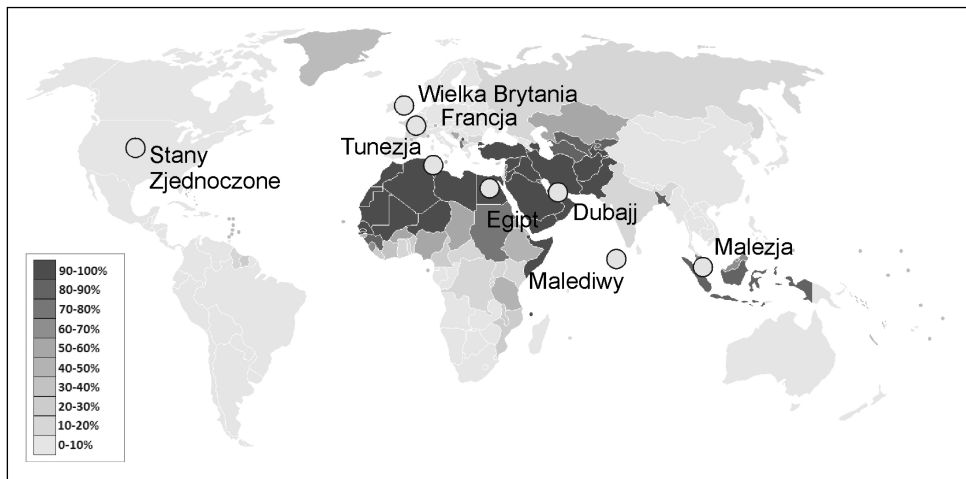 Wielka Brytania
Francja
Tunezja
Stany
Zjednoczone
Egipt
Dubajj
Malediwy
Malezja
90-100%
80-90%
70-80%
60-70%
50-60%
40-50%
30-40%
20-30%
10-20%
0-10%